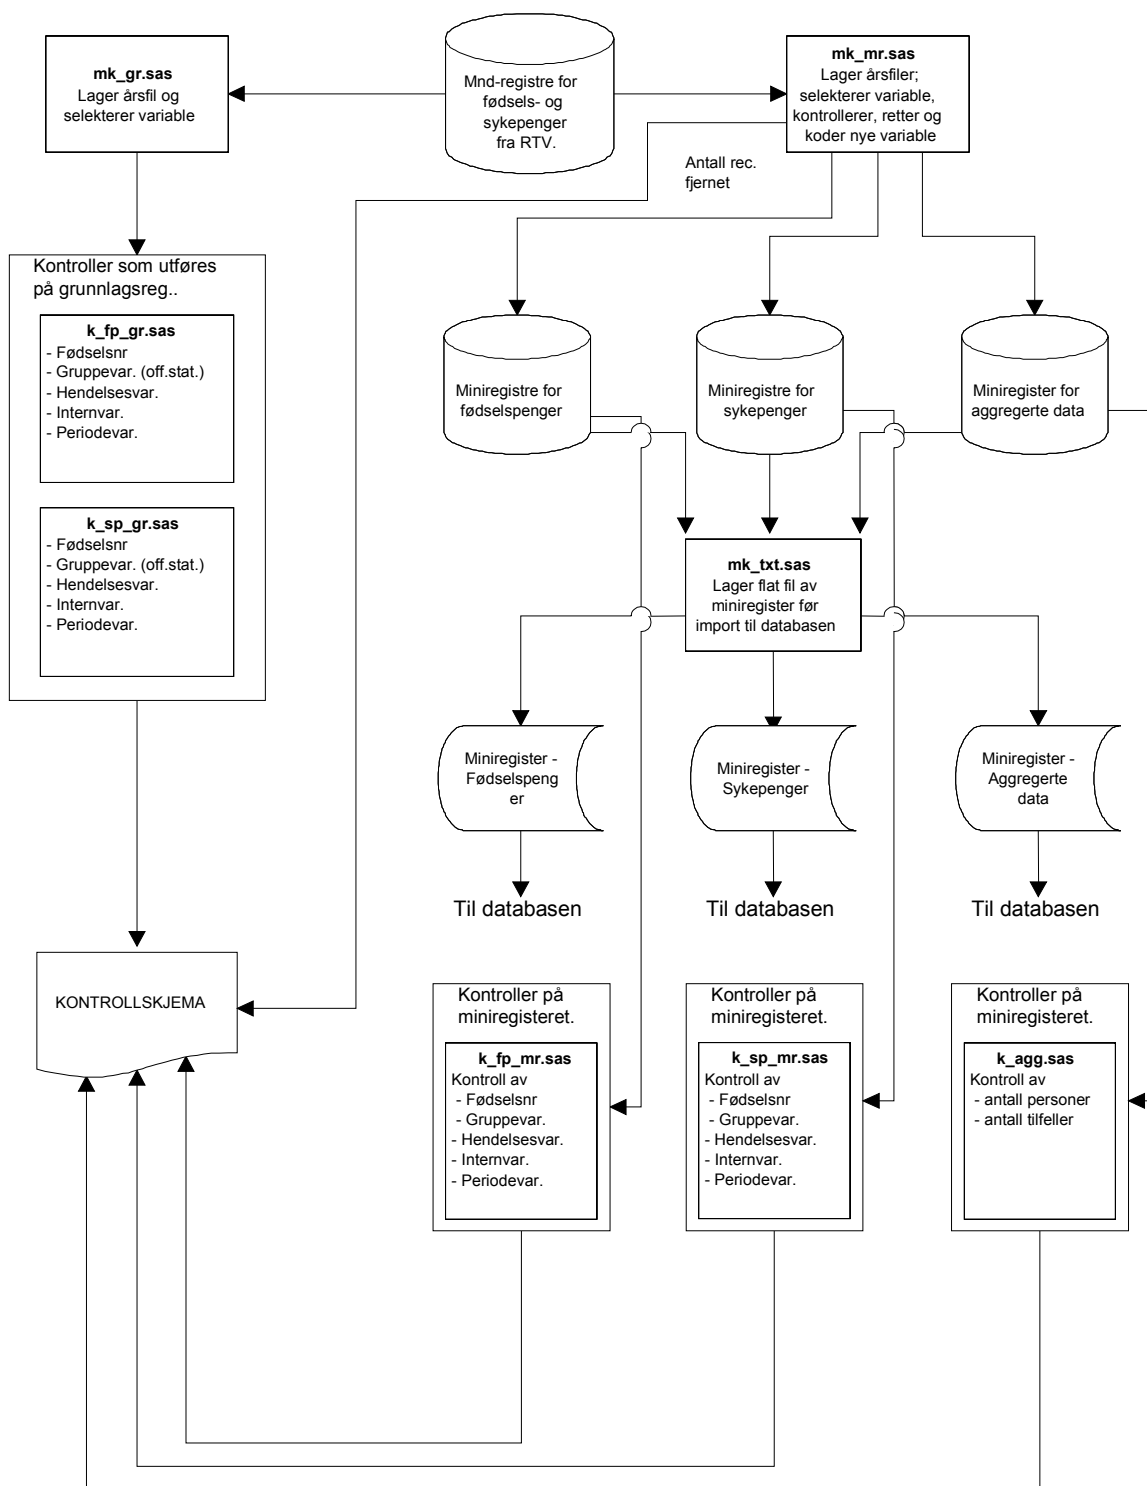 mk_gr.sas
Lager årsfil og
selekterer variable
Mnd-registre for
fødsels- og
sykepenger
fra RTV.
mk_mr.sas
Lager årsfiler;
selekterer variable,
kontrollerer, retter og
koder nye variable
Antall rec.
fjernet
Kontroller som utføres
på grunnlagsreg..
k_fp_gr.sas
- Fødselsnr
- Gruppevar. (off.stat.)
- Hendelsesvar.
- Internvar.
- Periodevar.
k_sp_gr.sas
- Fødselsnr
- Gruppevar. (off.stat.)
- Hendelsesvar.
- Internvar.
- Periodevar.
Miniregistre for
fødselspenger
Miniregistre for
sykepenger
Miniregister for
aggregerte data
mk_txt.sas
Lager flat fil av
miniregister før
import til databasen
Miniregister -
Fødselspeng
er
Miniregister -
Sykepenger
Miniregister -
Aggregerte
data
Til databasen
Til databasen
Til databasen
KONTROLLSKJEMA
Kontroller på
miniregisteret.
k_fp_mr.sas
Kontroll av
- Fødselsnr
- Gruppevar.
- Hendelsesvar.
- Internvar.
- Periodevar.
Kontroller på
miniregisteret.
k_sp_mr.sas
Kontroll av
- Fødselsnr
- Gruppevar.
- Hendelsesvar.
- Internvar.
- Periodevar.
Kontroller på
miniregisteret.
k_agg.sas
Kontroll av
- antall personer
- antall tilfeller